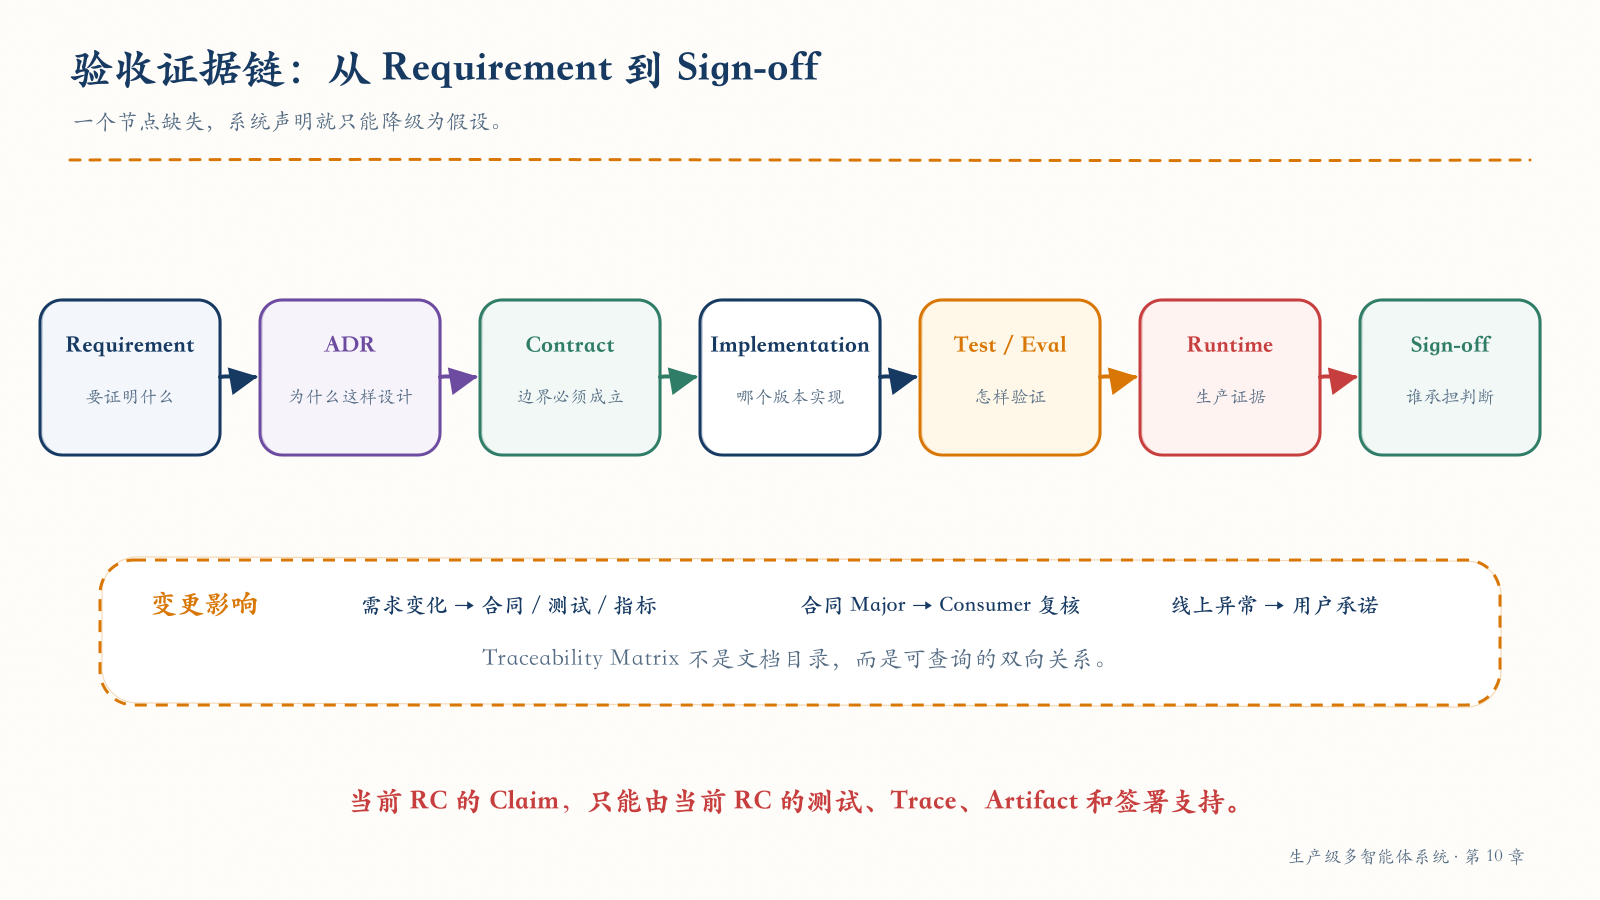 验收证据链：从 Requirement 到 Sign-off
一个节点缺失，系统声明就只能降级为假设。
Requirement
要证明什么
ADR
为什么这样设计
Contract
边界必须成立
Implementation
哪个版本实现
Test / Eval
怎样验证
Runtime
生产证据
Sign-off
谁承担判断
变更影响
需求变化 → 合同 / 测试 / 指标
合同 Major → Consumer 复核
线上异常 → 用户承诺
Traceability Matrix 不是文档目录，而是可查询的双向关系。
当前 RC 的 Claim，只能由当前 RC 的测试、Trace、Artifact 和签署支持。
生产级多智能体系统 · 第 10 章